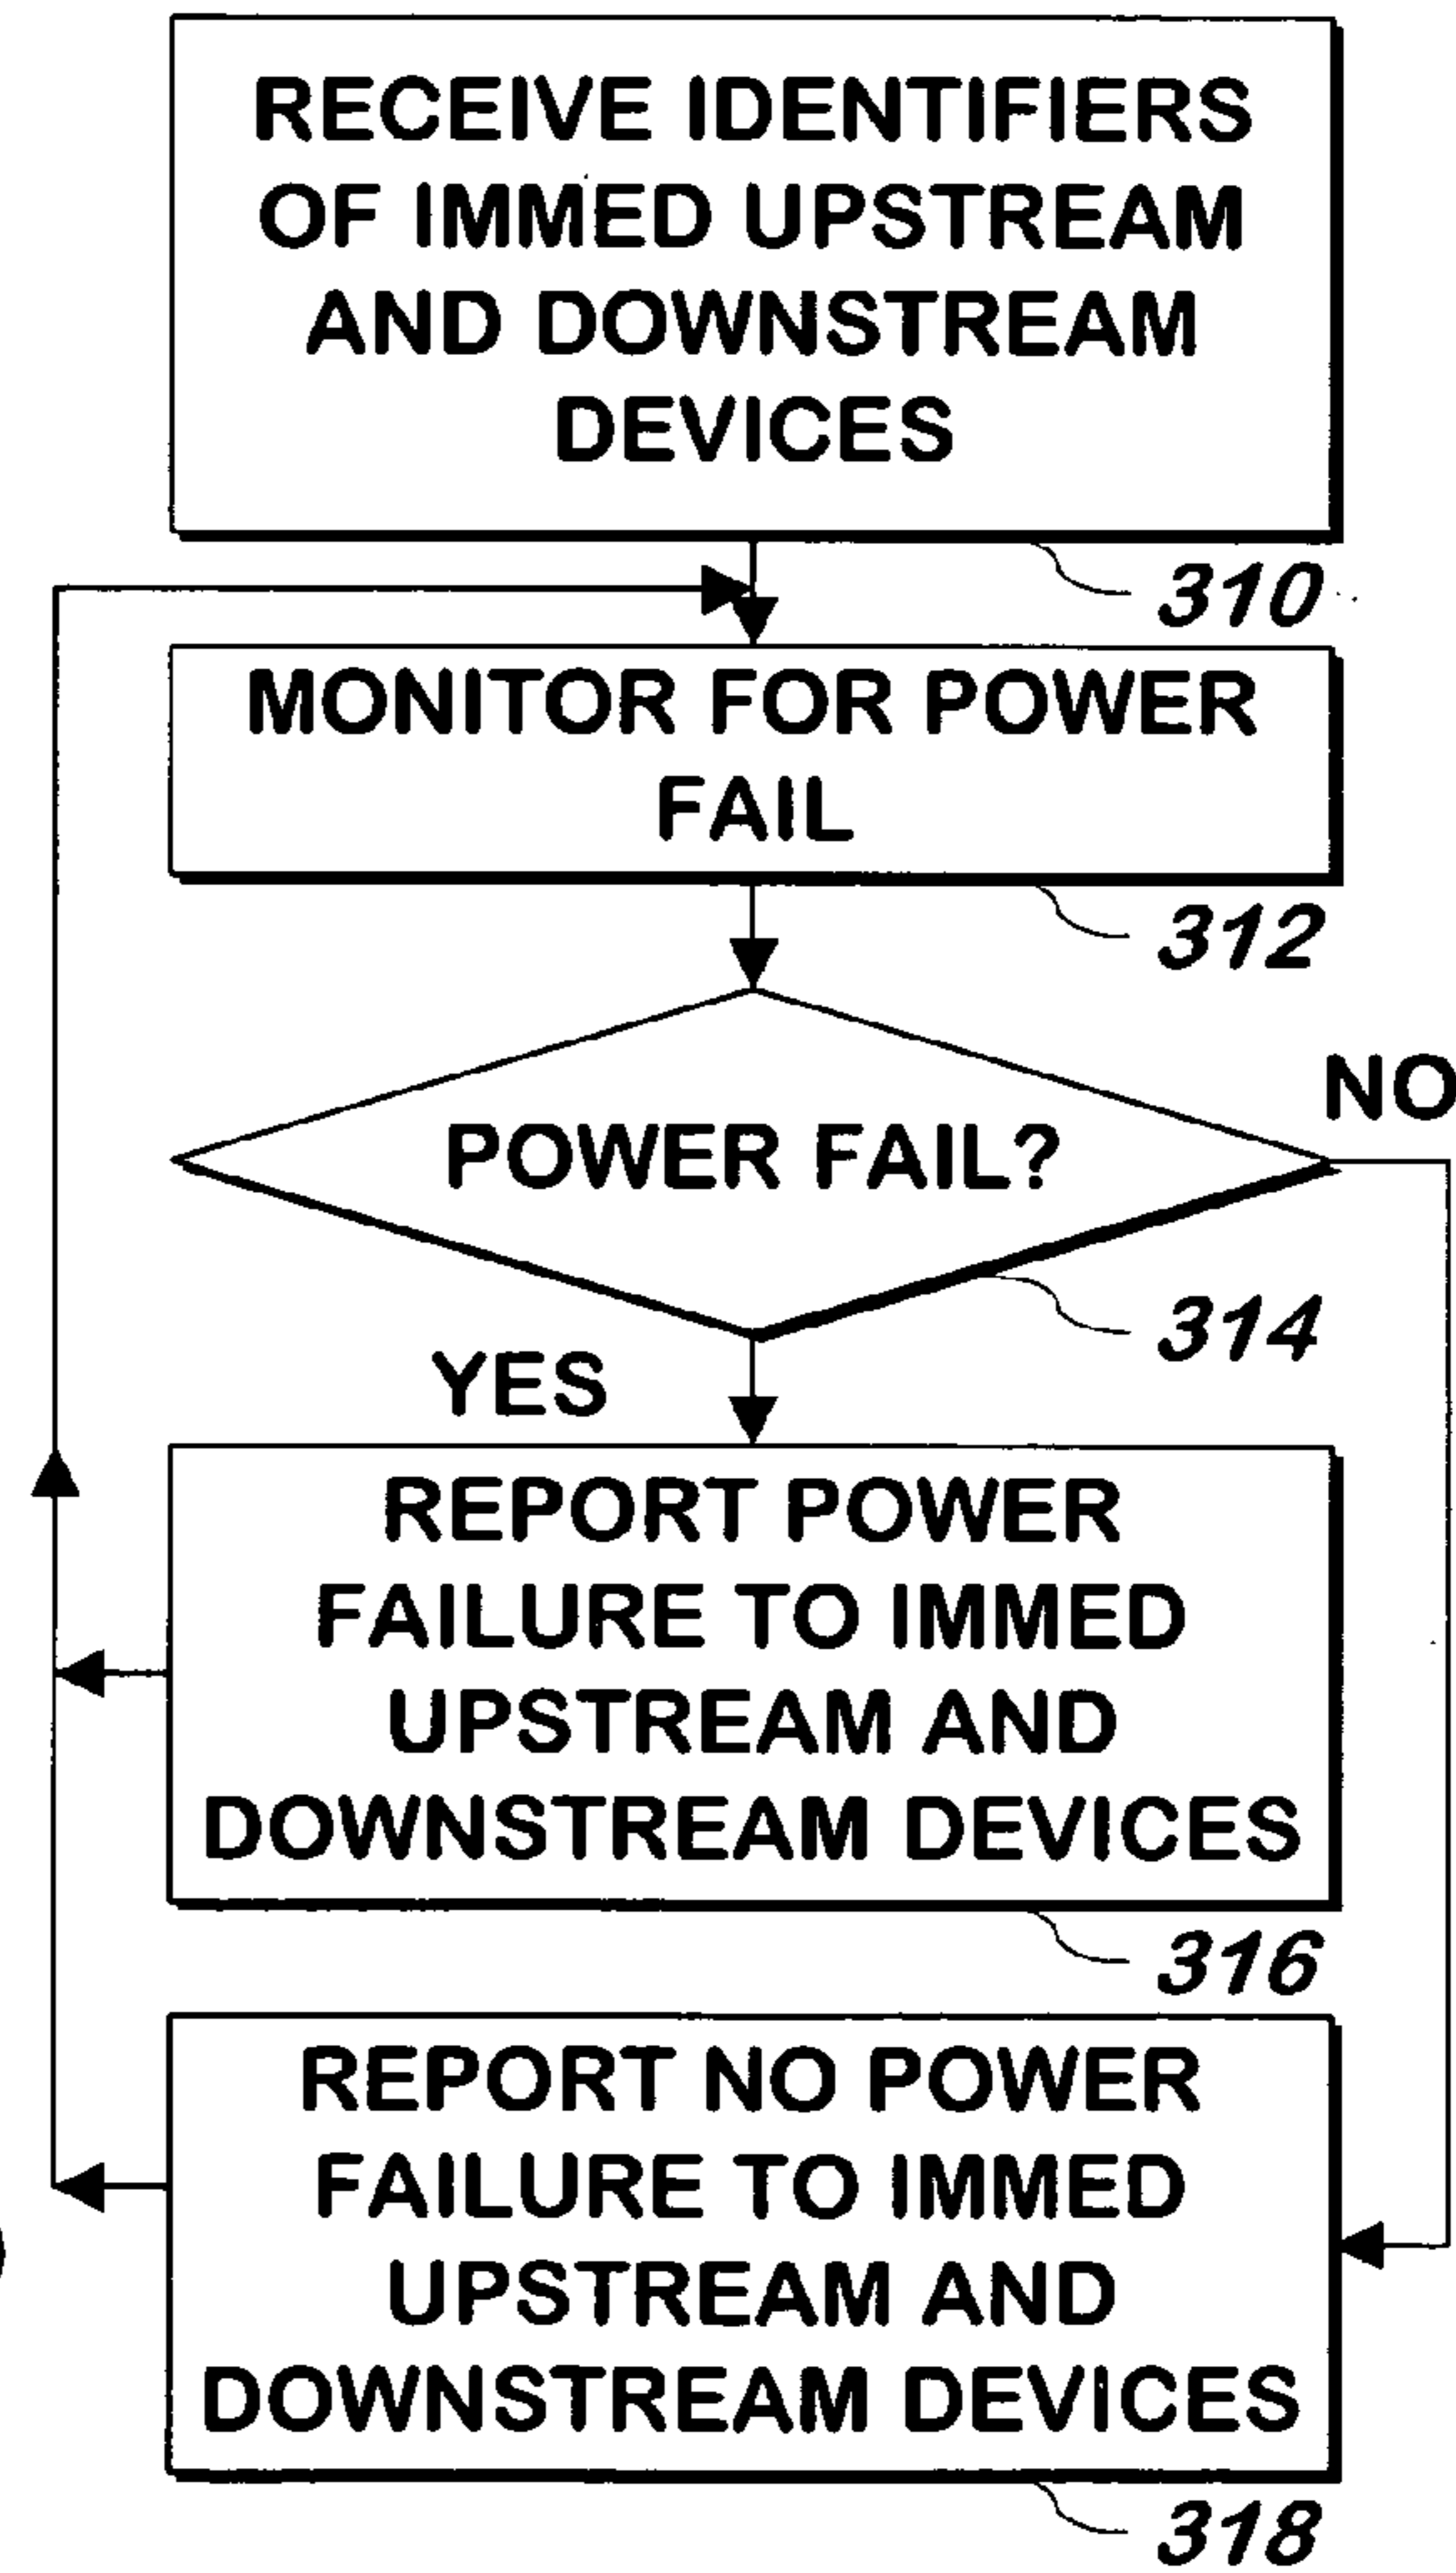 RECEIVE IDENTIFIERS
OF IMMED UPSTREAM
AND DOWNSTREAM
DEVICES
310
MONITOR FOR POWER
FAIL
312
POWER FAIL?
NO
314
YES
REPORT POWER
FAILURE TO IMMED
UPSTREAM AND
DOWNSTREAM DEVICES
316
REPORT NO POWER
FAILURE TO IMMED
UPSTREAM AND
DOWNSTREAM DEVICES
318